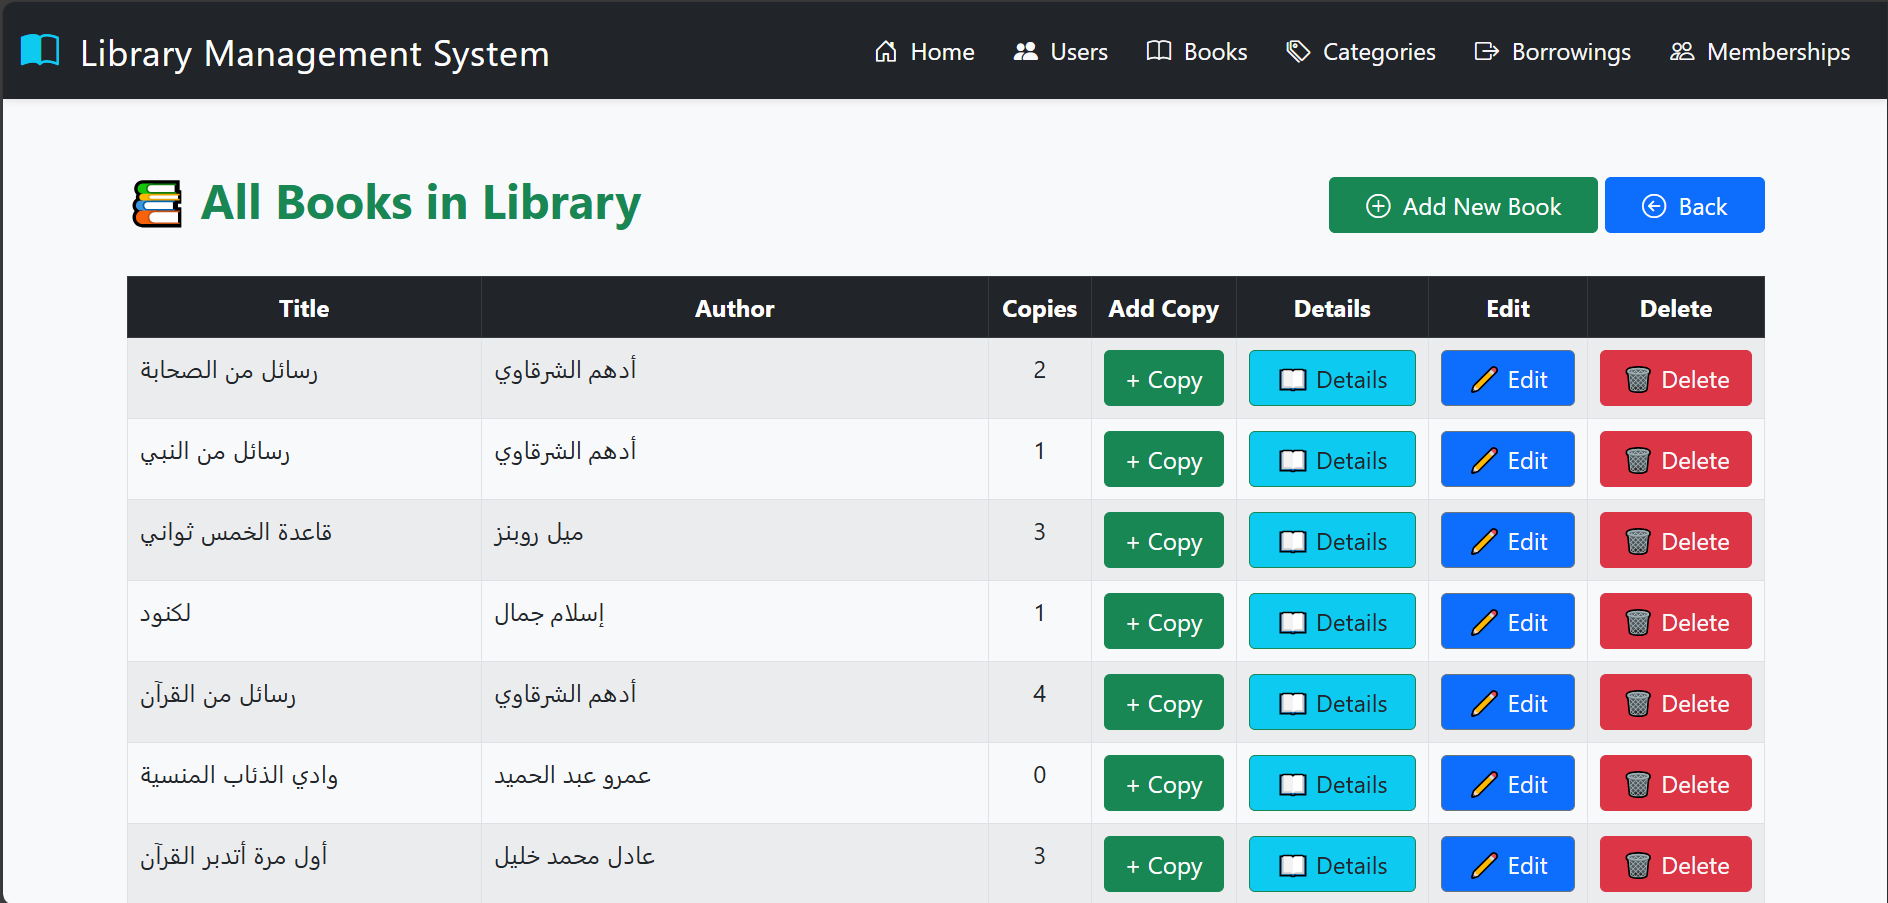 Library Management System Home Users Books Categories Borrowings Memberships
All Books in Library Add New Book Back
Title Author Copies Add Copy Details Edit Delete
رسائل من الصحابة أدهم الشرقاوي 2 + Copy Details Edit Delete
رسائل من النبي أدهم الشرقاوي 1 + Copy Details Edit Delete
قاعدة الخمس ثواني ميل روبنز 3 + Copy Details Edit Delete
لكنود إسلام جمال 1 + Copy Details Edit Delete
رسائل من القرآن أدهم الشرقاوي 4 + Copy Details Edit Delete
وادي الذئاب المنسية عمرو عبد الحميد 0 + Copy Details Edit Delete
أول مرة أتدبر القرآن عادل محمد خليل 3 + Copy Details Edit Delete